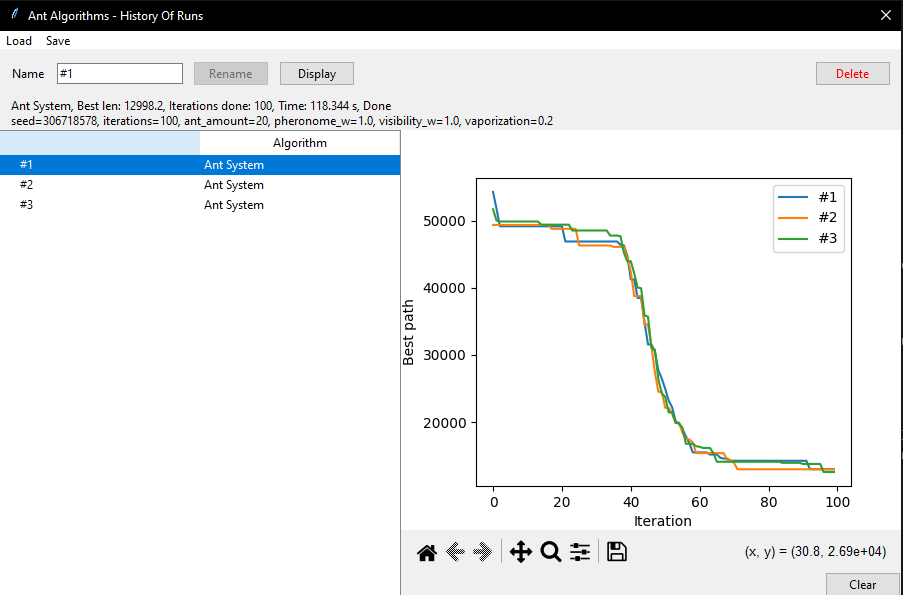 Ant Algorithms - History Of Runs
Load Save
Name #1 Rename Display Delete
Ant System, Best len: 12998.2, Iterations done: 100, Time: 118.344 s, Done
seed=306718578, iterations=100, ant_amount=20, pheronome_w=1.0, visibility_w=1.0, vaporization=0.2
Algorithm
#1 Ant System
#2 Ant System
#3 Ant System
#1
#2
#3
50000
40000
30000
20000
Best path
0 20 40 60 80 100
Iteration
(x, y) = (30.8, 2.69e+04)
Clear